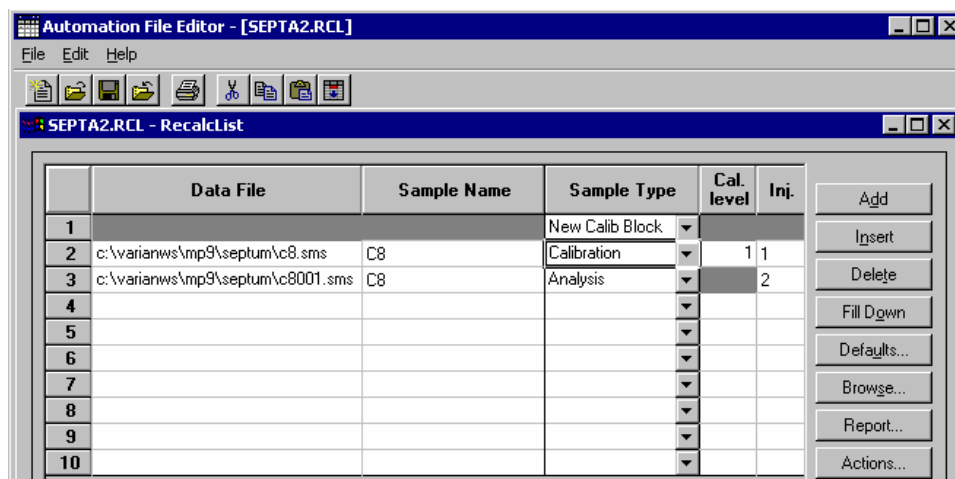 Automation File Editor - [SEPTA2.RCL]
File Edit Help
SEPTA2.RCL - RecalcList
Data File Sample Name Sample Type Cal. level Inj.
1 New Calib Block
2 c:\varianws\mp9\septum\c8.sms C8 Calibration 1 1
3 c:\varianws\mp9\septum\c8001.sms C8 Analysis 2
4
5
6
7
8
9
10
Add
Insert
Delete
Fill Down
Defaults...
Browse...
Report...
Actions...